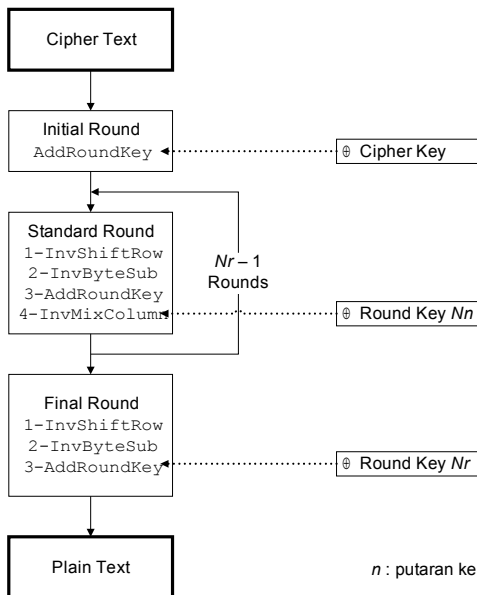 Cipher Text
Initial Round
AddRoundKey
⊕ Cipher Key
Standard Round
1-InvShiftRow
2-InvByteSub
3-AddRoundKey
4-InvMixColumn
Nr – 1
Rounds
⊕ Round Key Nn
Final Round
1-InvShiftRow
2-InvByteSub
3-AddRoundKey
⊕ Round Key Nr
Plain Text
n : putaran ke